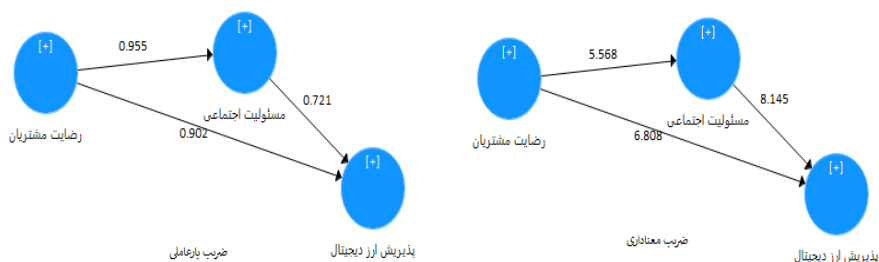 [+]
0.955
[+]
0.721
رضایت مشتریان
مسئولیت اجتماعی
0.902
[+]
ضریب بارعاملی
پذیرش ارز دیجیتال
[+]
5.568
[+]
8.145
رضایت مشتریان
مسئولیت اجتماعی
6.808
[+]
ضریب معناداری
پذیرش ارز دیجیتال